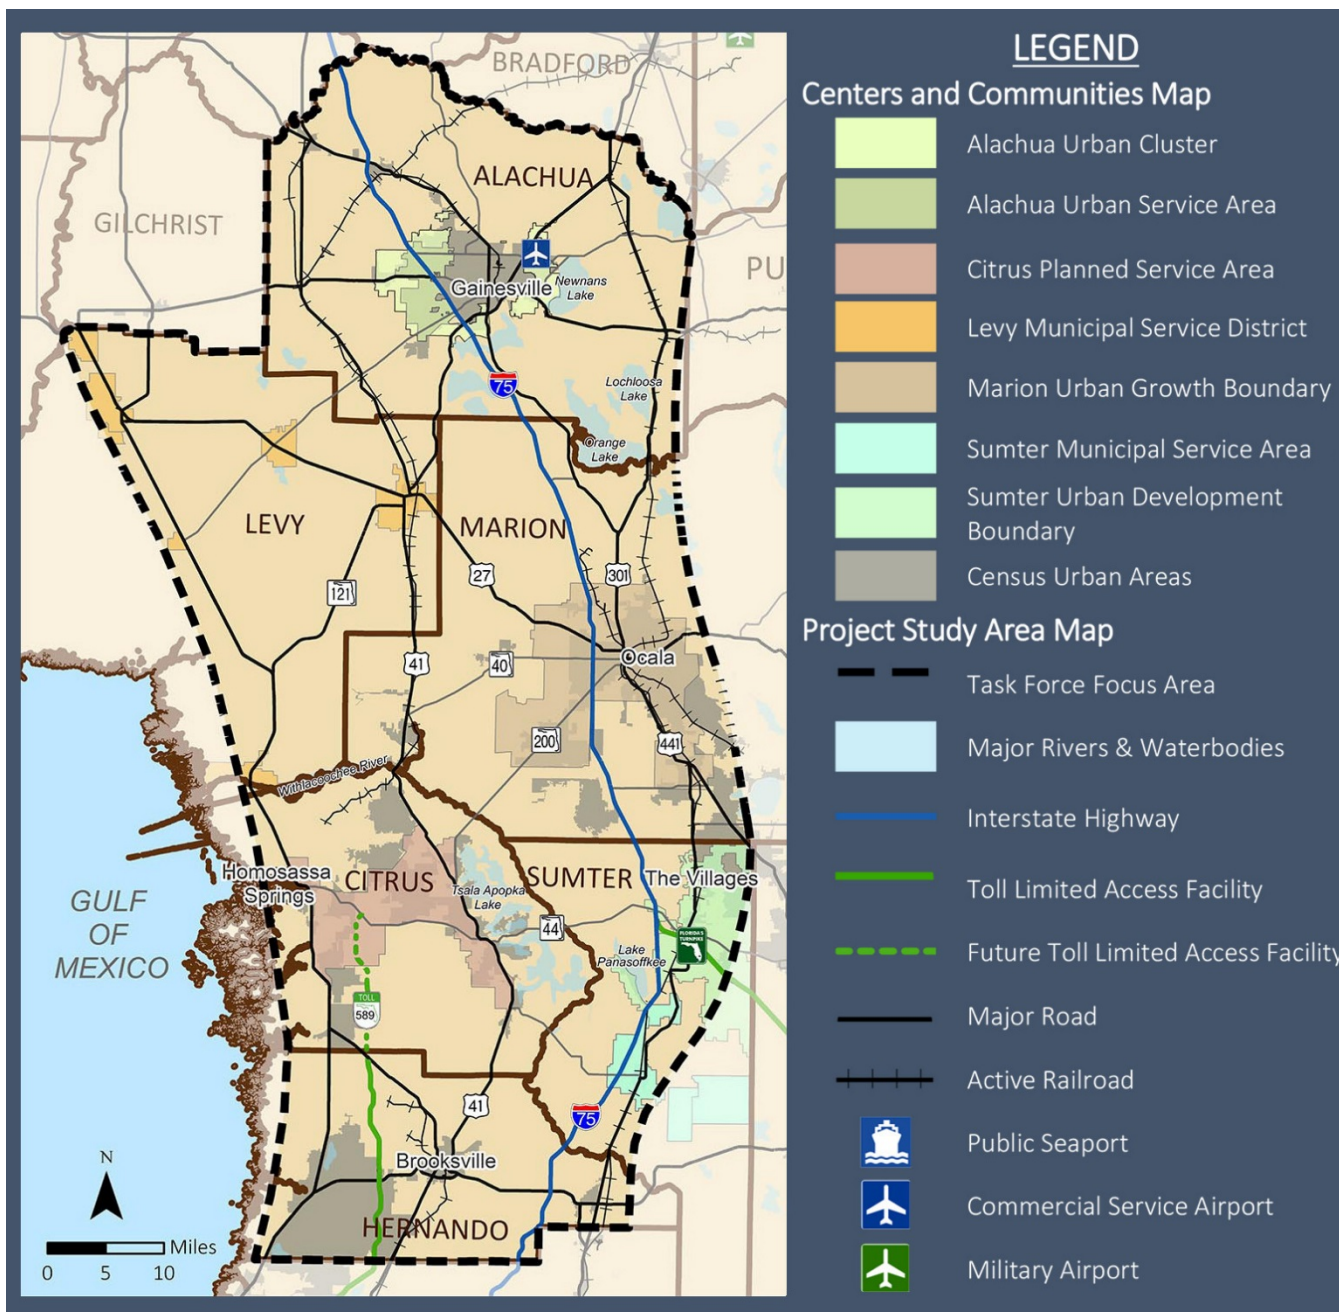 BRADFORD
ALACHUA
GILCHRIST
PU
Gainesville
Newnans
Lake
75
Lochloosa
Lake
Orange
Lake
LEVY
MARION
27
301
121
41
40
Ocala
200
441
Withlacoochee River
Homosassa
Springs
CITRUS
Tsala Apopka
Lake
SUMTER
The Villages
44
FLORIDA'S
TURNPIKE
Lake
Panasoffkee
GULF
OF
MEXICO
TOLL
589
41
75
Brooksville
HERNANDO
N
Miles
0 5 10
LEGEND
Centers and Communities Map
Alachua Urban Cluster
Alachua Urban Service Area
Citrus Planned Service Area
Levy Municipal Service District
Marion Urban Growth Boundary
Sumter Municipal Service Area
Sumter Urban Development
Boundary
Census Urban Areas
Project Study Area Map
Task Force Focus Area
Major Rivers & Waterbodies
Interstate Highway
Toll Limited Access Facility
Future Toll Limited Access Facility
Major Road
Active Railroad
Public Seaport
Commercial Service Airport
Military Airport